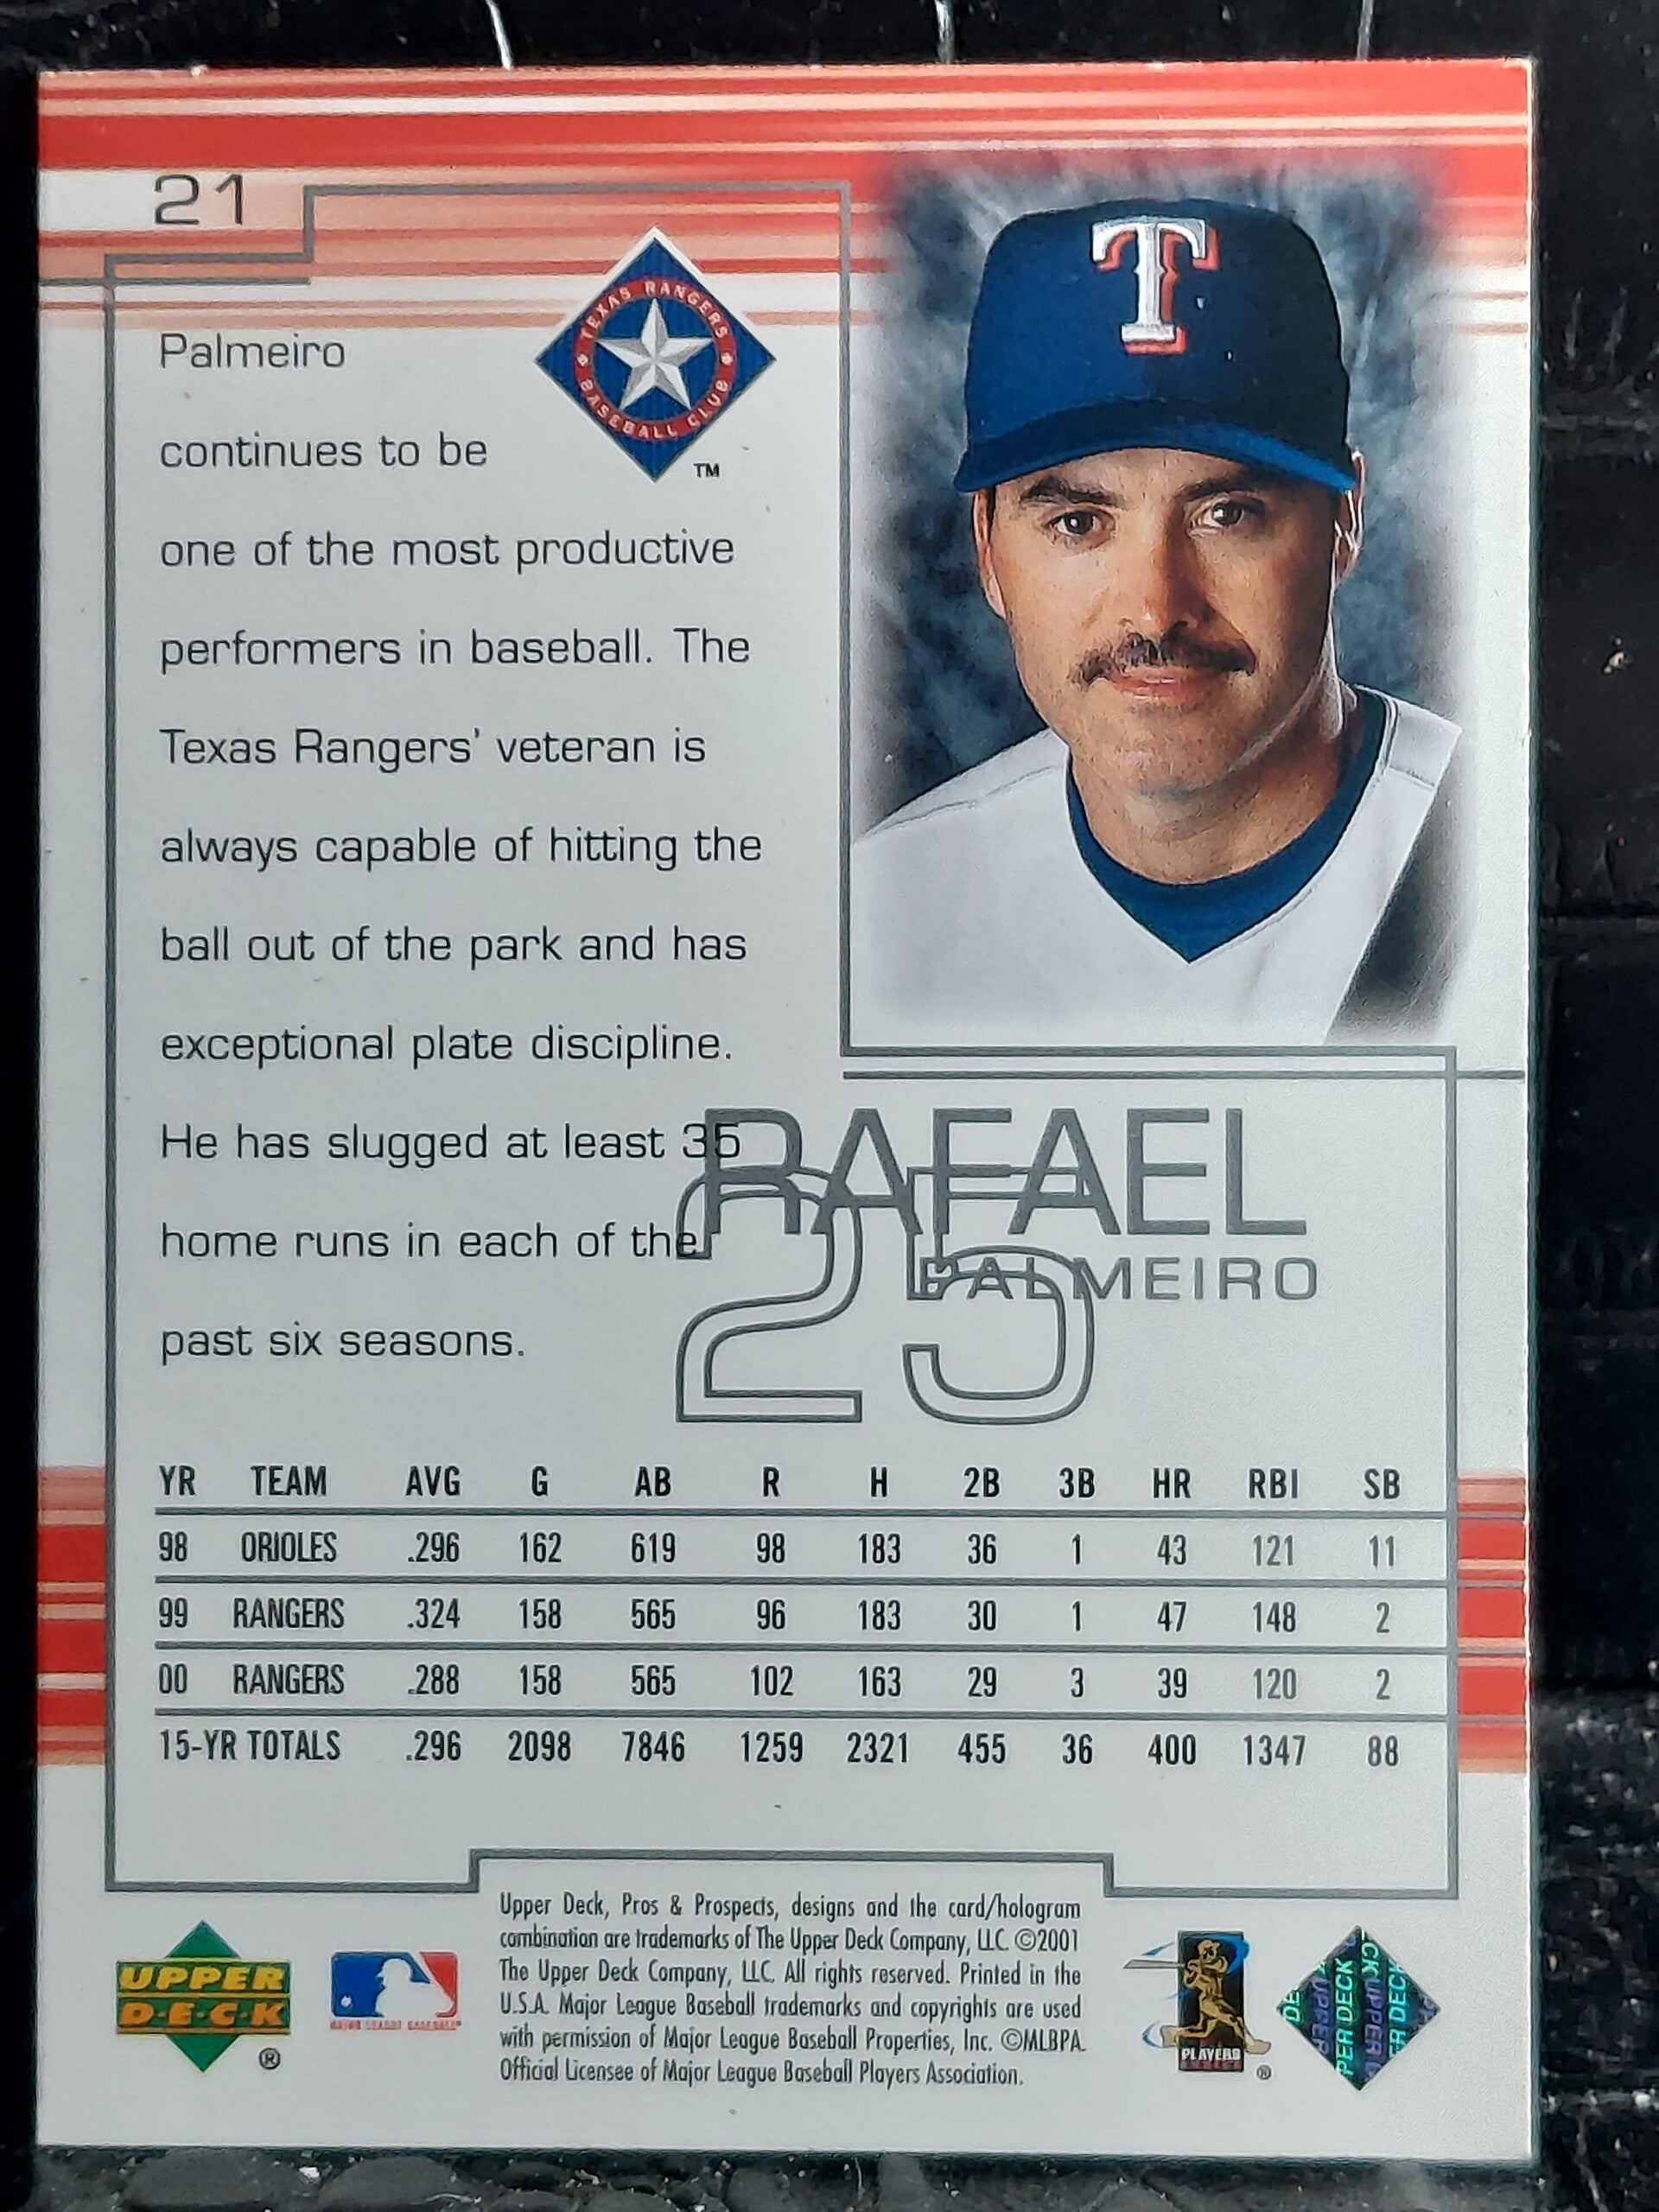 21
TEXAS RANGERS
BASEBALL CLUB
TM
T
Palmeiro
continues to be
one of the most productive
performers in baseball. The
Texas Rangers' veteran is
always capable of hitting the
ball out of the park and has
exceptional plate discipline.
He has slugged at least 35
home runs in each of the
past six seasons.
RAFAEL
PALMEIRO
25
YR TEAM AVG G AB R H 2B 3B HR RBI SB
98 ORIOLES .296 162 619 98 183 36 1 43 121 11
99 RANGERS .324 158 565 96 183 30 1 47 148 2
00 RANGERS .288 158 565 102 163 29 3 39 120 2
15-YR TOTALS .296 2098 7846 1259 2321 455 36 400 1347 88
Upper Deck, Pros & Prospects, designs and the card/hologram
combination are trademarks of The Upper Deck Company, LLC. ©2001
The Upper Deck Company, LLC. All rights reserved. Printed in the
U.S.A. Major League Baseball trademarks and copyrights are used
with permission of Major League Baseball Properties, Inc. ©MLBPA.
Official Licensee of Major League Baseball Players Association.
UPPER
D·E·C·K
®
MAJOR LEAGUE BASEBALL
PLAYERS
®
UPPER DECK